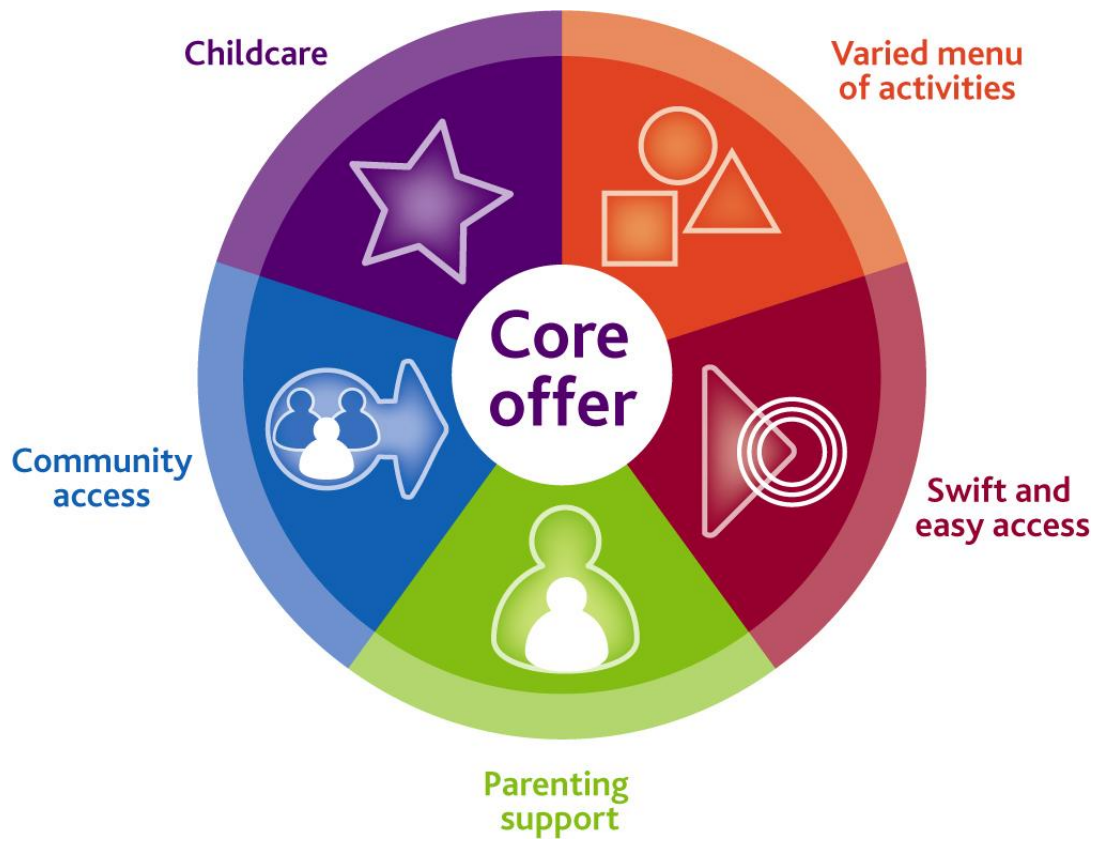 Childcare
Varied menu
of activities
Core
offer
Community
access
Swift and
easy access
Parenting
support